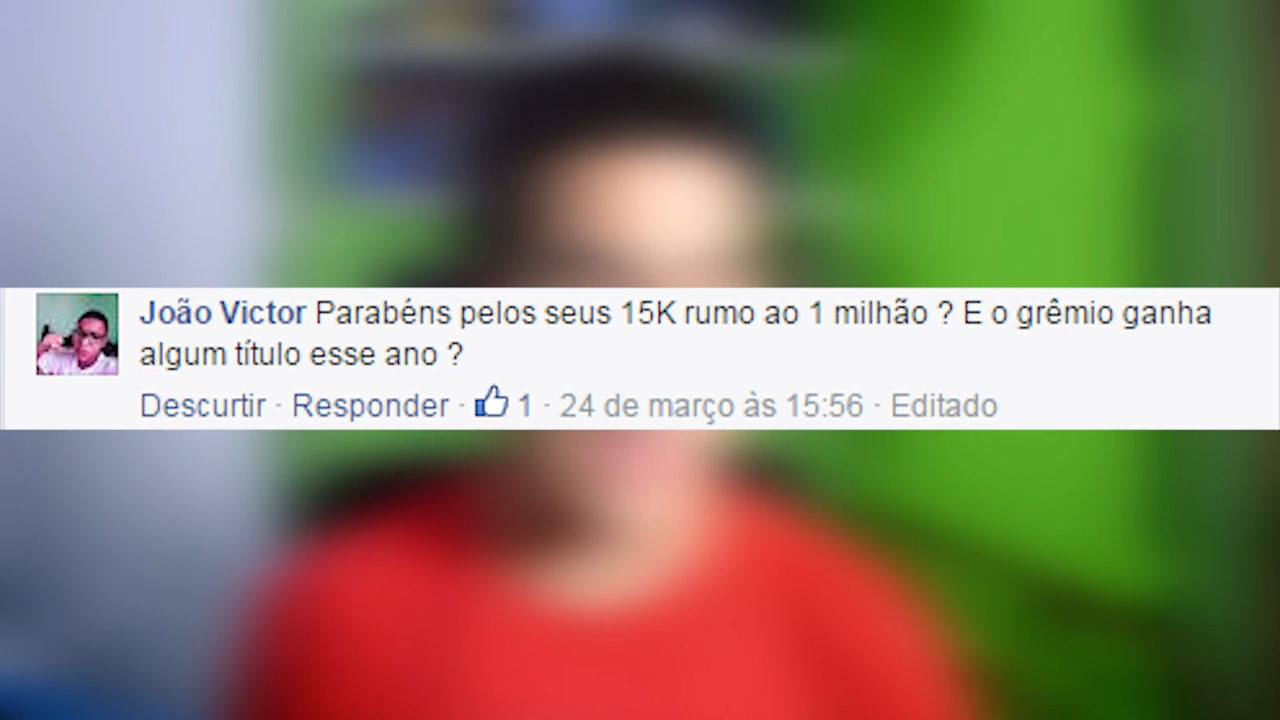 João Victor Parabéns pelos seus 15K rumo ao 1 milhão ? E o grêmio ganha
algum título esse ano ?
Descurtir · Responder · 1 · 24 de março às 15:56 · Editado